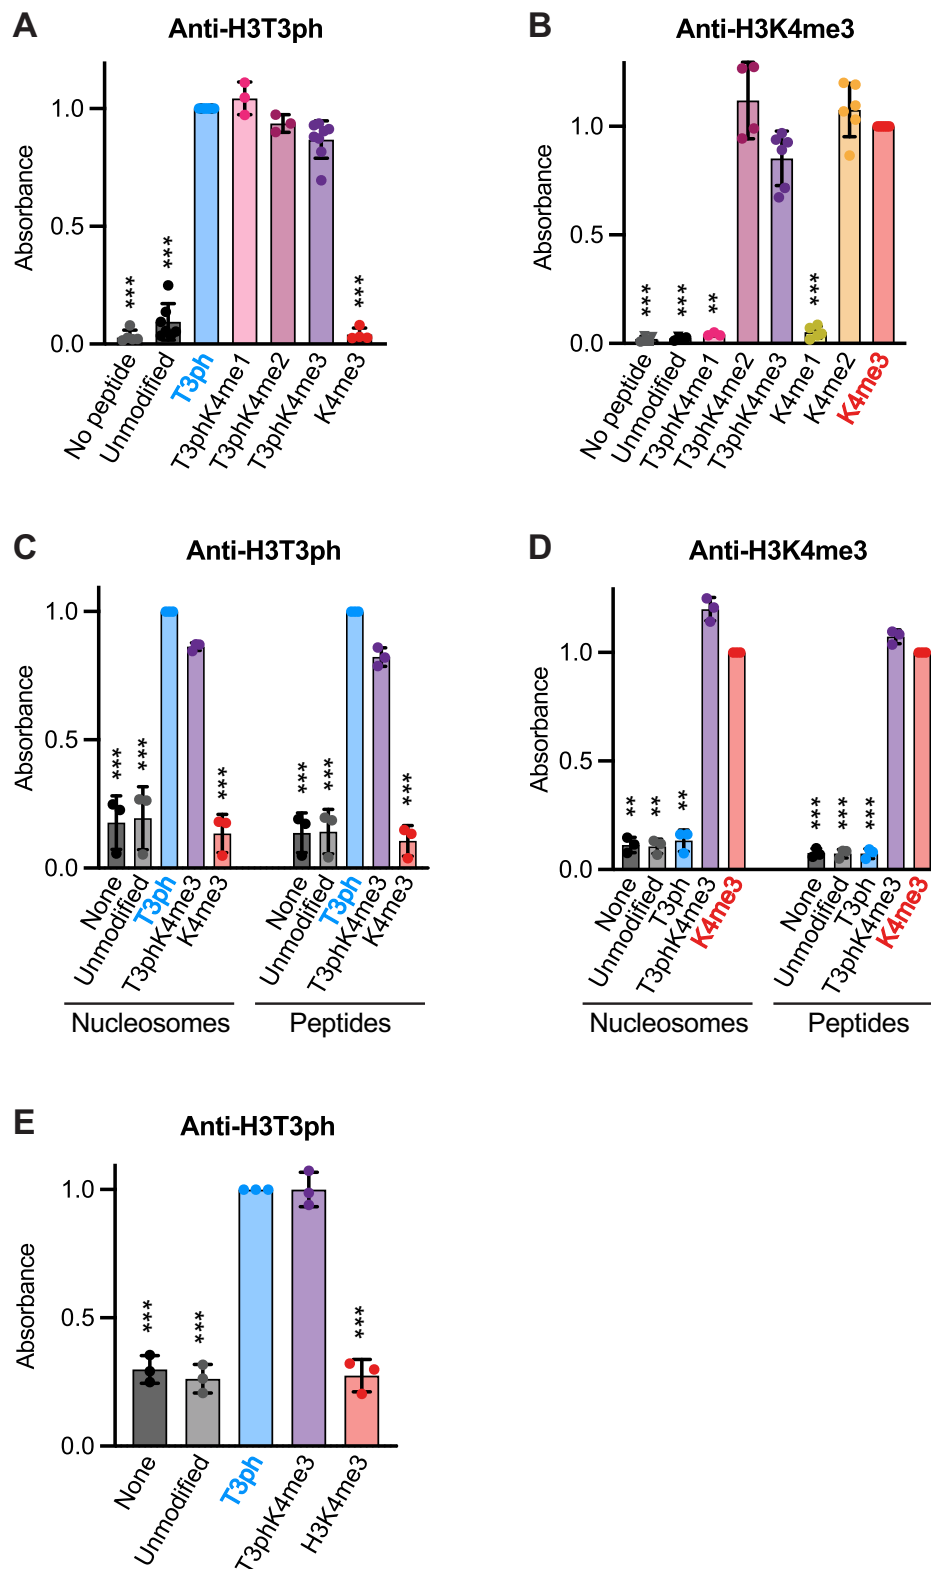 A
Anti-H3T3ph
Absorbance
1.0
0.5
0.0
***
***
***
No peptide
Unmodified
T3ph
T3phK4me1
T3phK4me2
T3phK4me3
K4me3
B
Anti-H3K4me3
Absorbance
1.0
0.5
0.0
***
***
**
***
No peptide
Unmodified
T3phK4me1
T3phK4me2
T3phK4me3
K4me1
K4me2
K4me3
C
Anti-H3T3ph
Absorbance
1.0
0.5
0.0
***
***
***
***
***
***
None
Unmodified
T3ph
T3phK4me3
K4me3
None
Unmodified
T3ph
T3phK4me3
K4me3
Nucleosomes
Peptides
D
Anti-H3K4me3
Absorbance
1.0
0.5
0.0
**
**
**
***
***
***
None
Unmodified
T3ph
T3phK4me3
K4me3
None
Unmodified
T3ph
T3phK4me3
K4me3
Nucleosomes
Peptides
E
Anti-H3T3ph
Absorbance
1.0
0.5
0.0
***
***
***
None
Unmodified
T3ph
T3phK4me3
H3K4me3